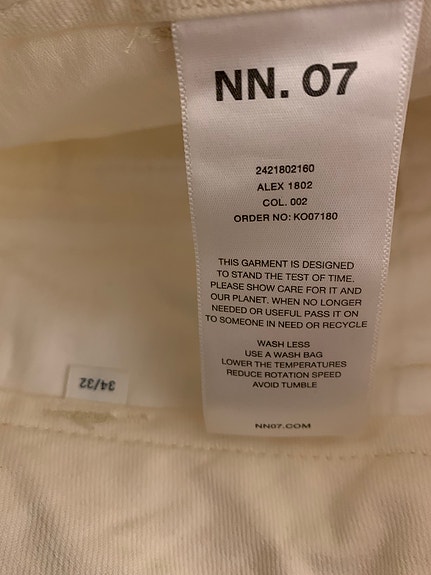 NN. 07
2421802160
ALEX 1802
COL. 002
ORDER NO: KO07180
THIS GARMENT IS DESIGNED
TO STAND THE TEST OF TIME.
PLEASE SHOW CARE FOR IT AND
OUR PLANET. WHEN NO LONGER
NEEDED OR USEFUL PASS IT ON
TO SOMEONE IN NEED OR RECYCLE
WASH LESS
USE A WASH BAG
LOWER THE TEMPERATURES
REDUCE ROTATION SPEED
AVOID TUMBLE
NN07.COM
34/32